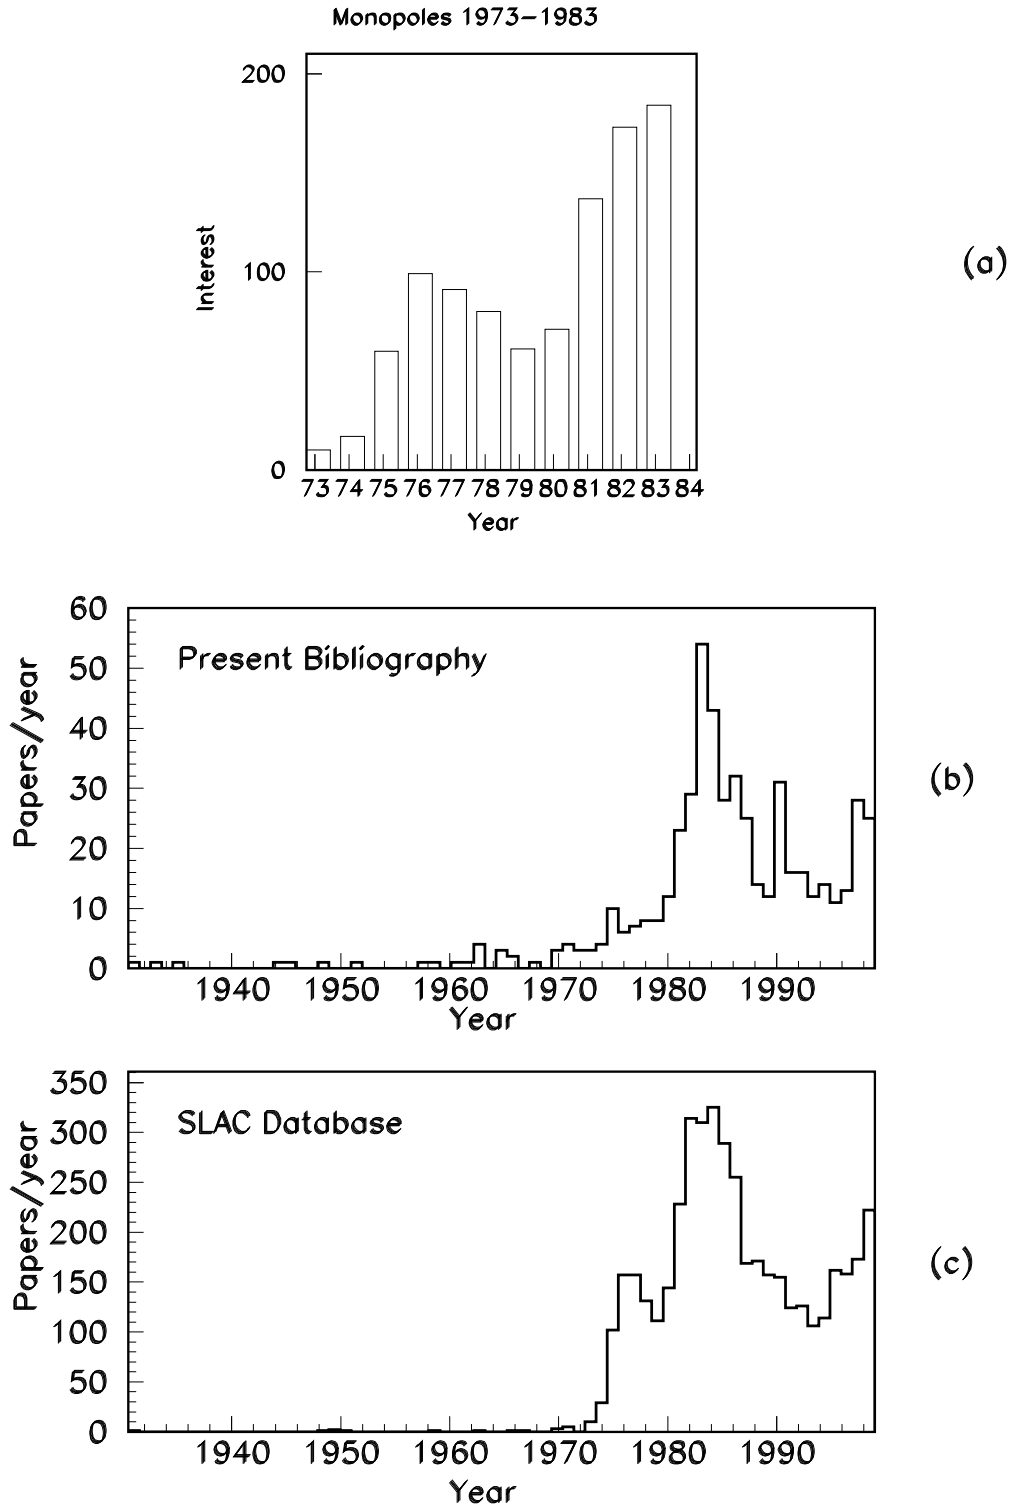 Monopoles 1973-1983
200
100
0
Interest
73 74 75 76 77 78 79 80 81 82 83 84
Year
(a)
60
50
40
30
20
10
0
Papers/year
Present Bibliography
1940 1950 1960 1970 1980 1990
Year
(b)
350
300
250
200
150
100
50
0
Papers/year
SLAC Database
1940 1950 1960 1970 1980 1990
Year
(c)